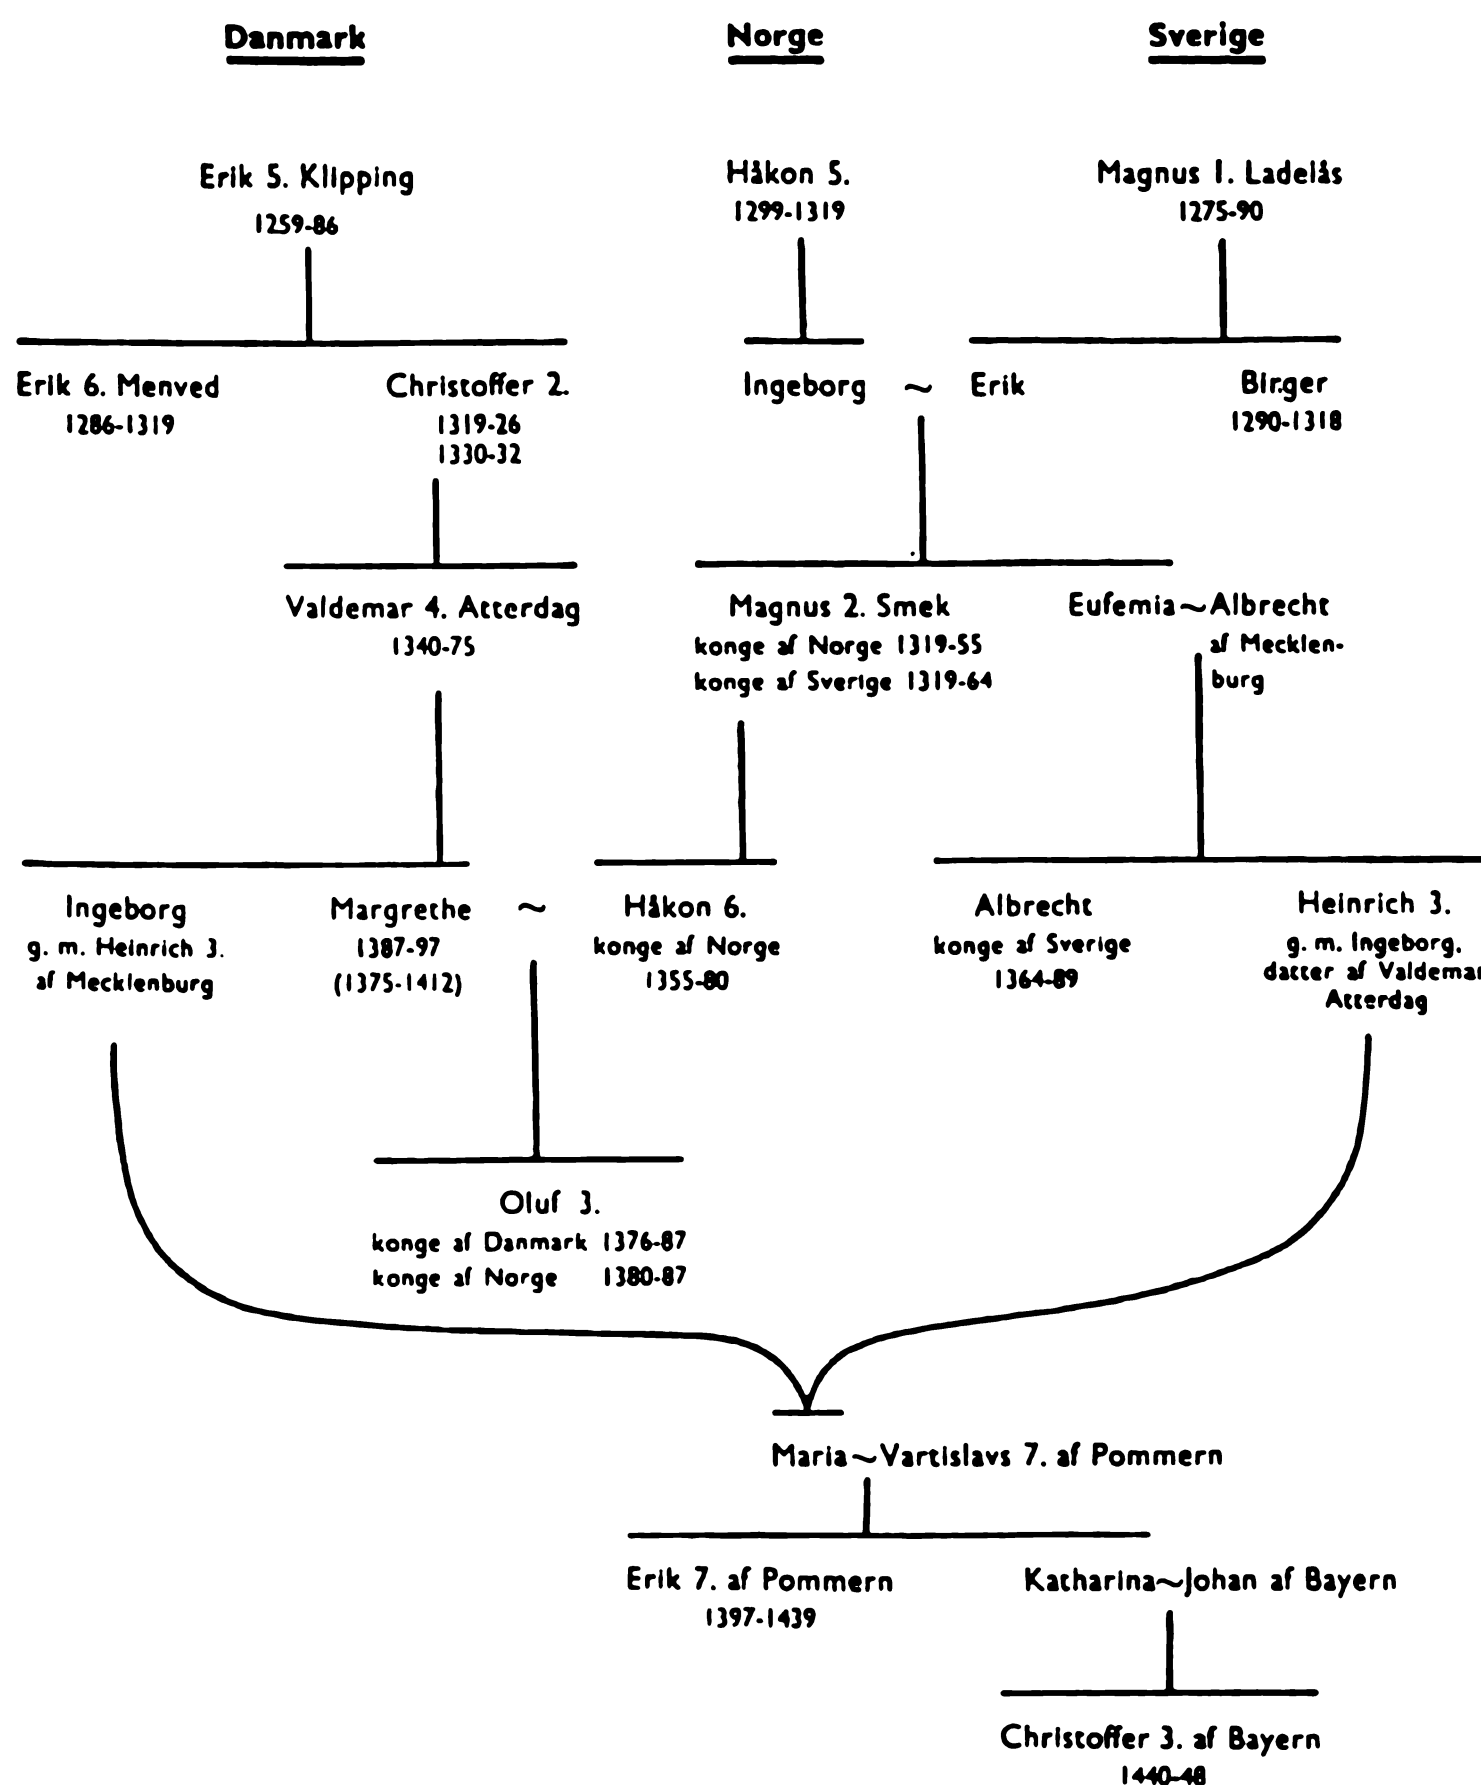 Danmark Norge Sverige
Erik 5. Klipping Håkon 5. Magnus 1. Ladelås
1259-86 1299-1319 1275-90
Erik 6. Menved Christoffer 2. Ingeborg ~ Erik Birger
1286-1319 1319-26 1290-1318
1330-32
Valdemar 4. Atterdag Magnus 2. Smek Eufemia~Albrecht
1340-75 konge af Norge 1319-55 af Mecklen-
konge af Sverige 1319-64 burg
Ingeborg Margrethe ~ Håkon 6. Albrecht Heinrich 3.
g. m. Heinrich 3. 1387-97 konge af Norge konge af Sverige g. m. Ingeborg.
af Mecklenburg (1375-1412) 1355-80 1364-89 datter af Valdemar
Atterdag
Oluf 3.
konge af Danmark 1376-87
konge af Norge 1380-87
Maria~Vartislavs 7. af Pommern
Erik 7. af Pommern Katharina~Johan af Bayern
1397-1439
Christoffer 3. af Bayern
1440-48